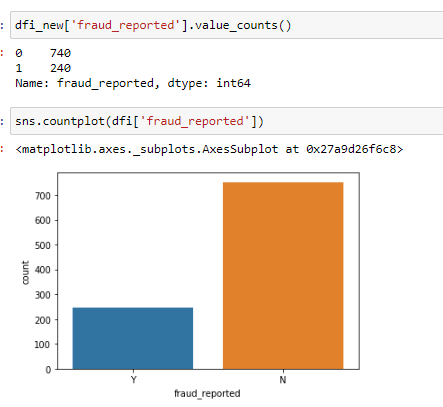 : dfi_new['fraud_reported'].value_counts()
: 0    740
1    240
Name: fraud_reported, dtype: int64
: sns.countplot(dfi['fraud_reported'])
: <matplotlib.axes._subplots.AxesSubplot at 0x27a9d26f6c8>
700
600
500
400
300
200
100
0
count
Y N
fraud_reported